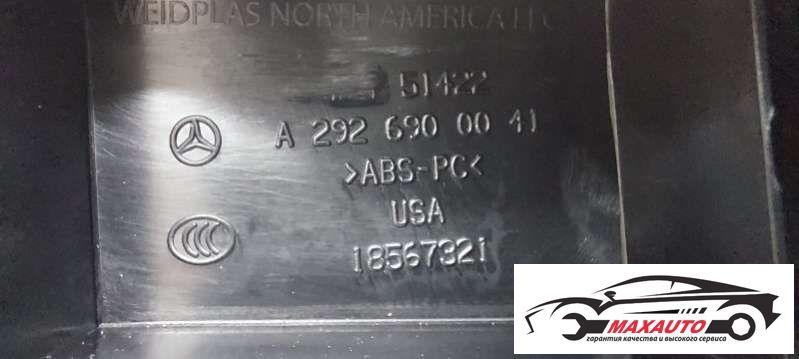 WEIDPLAS NORTH AMERICA LLC
51422
A 292 690 00 41
>ABS-PC<
USA
18567321
MAXAUTO
гарантия качества и высокого сервиса